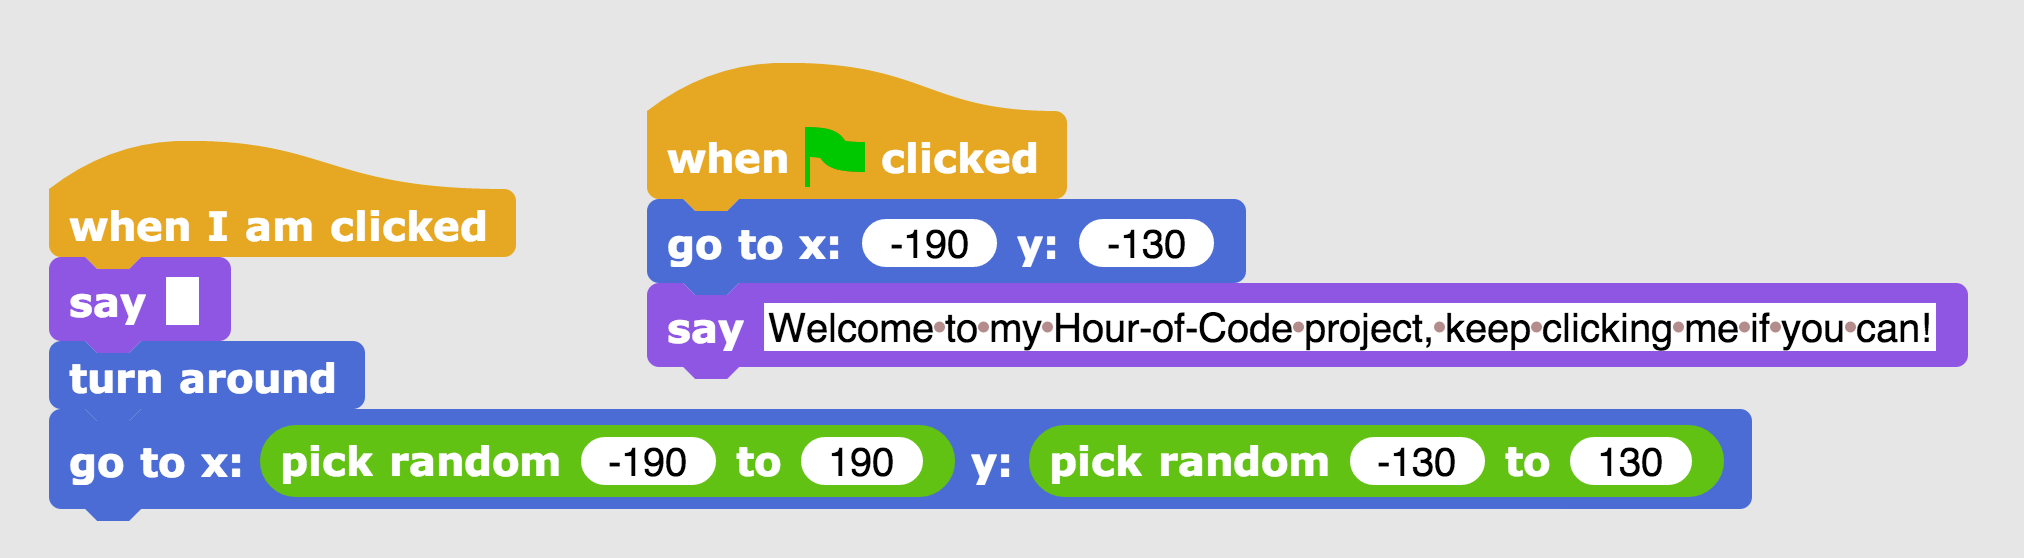 when I am clicked
say
turn around
go to x: pick random -190 to 190 y: pick random -130 to 130
when clicked
go to x: -190 y: -130
say Welcome to my Hour-of-Code project, keep clicking me if you can!